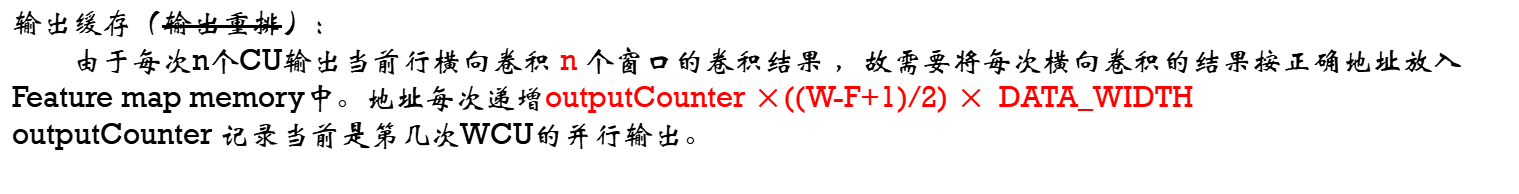 输出缓存（输出重排）：
由于每次n个CU输出当前行横向卷积 n 个窗口的卷积结果，故需要将每次横向卷积的结果按正确地址放入
Feature map memory中。地址每次递增outputCounter ×((W-F+1)/2) × DATA_WIDTH
outputCounter 记录当前是第几次WCU的并行输出。